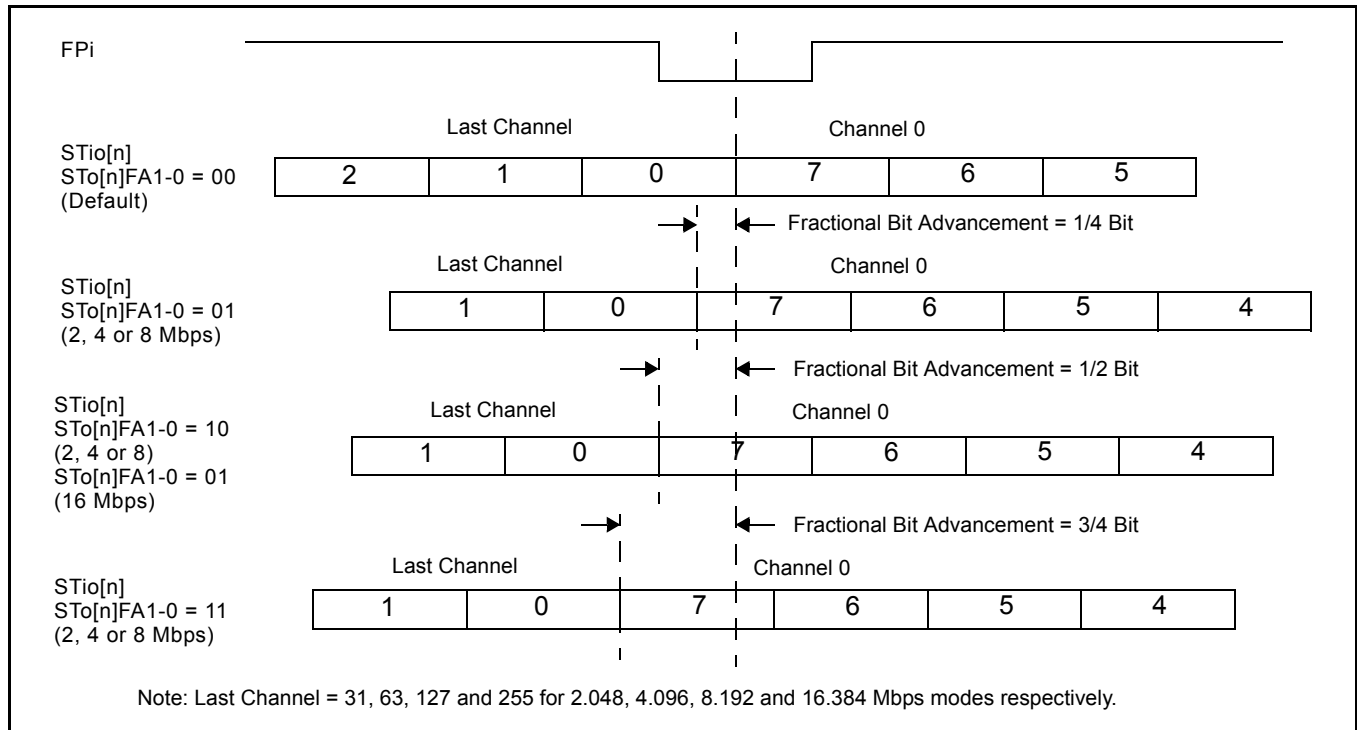 FPi
Last Channel
Channel 0
STio[n]
STo[n]FA1-0 = 00
(Default)
2 1 0 7 6 5
Fractional Bit Advancement = 1/4 Bit
Last Channel
Channel 0
STio[n]
STo[n]FA1-0 = 01
(2, 4 or 8 Mbps)
1 0 7 6 5 4
Fractional Bit Advancement = 1/2 Bit
Last Channel
Channel 0
STio[n]
STo[n]FA1-0 = 10
(2, 4 or 8)
STo[n]FA1-0 = 01
(16 Mbps)
1 0 7 6 5 4
Fractional Bit Advancement = 3/4 Bit
Last Channel
Channel 0
STio[n]
STo[n]FA1-0 = 11
(2, 4 or 8 Mbps)
1 0 7 6 5 4
Note: Last Channel = 31, 63, 127 and 255 for 2.048, 4.096, 8.192 and 16.384 Mbps modes respectively.